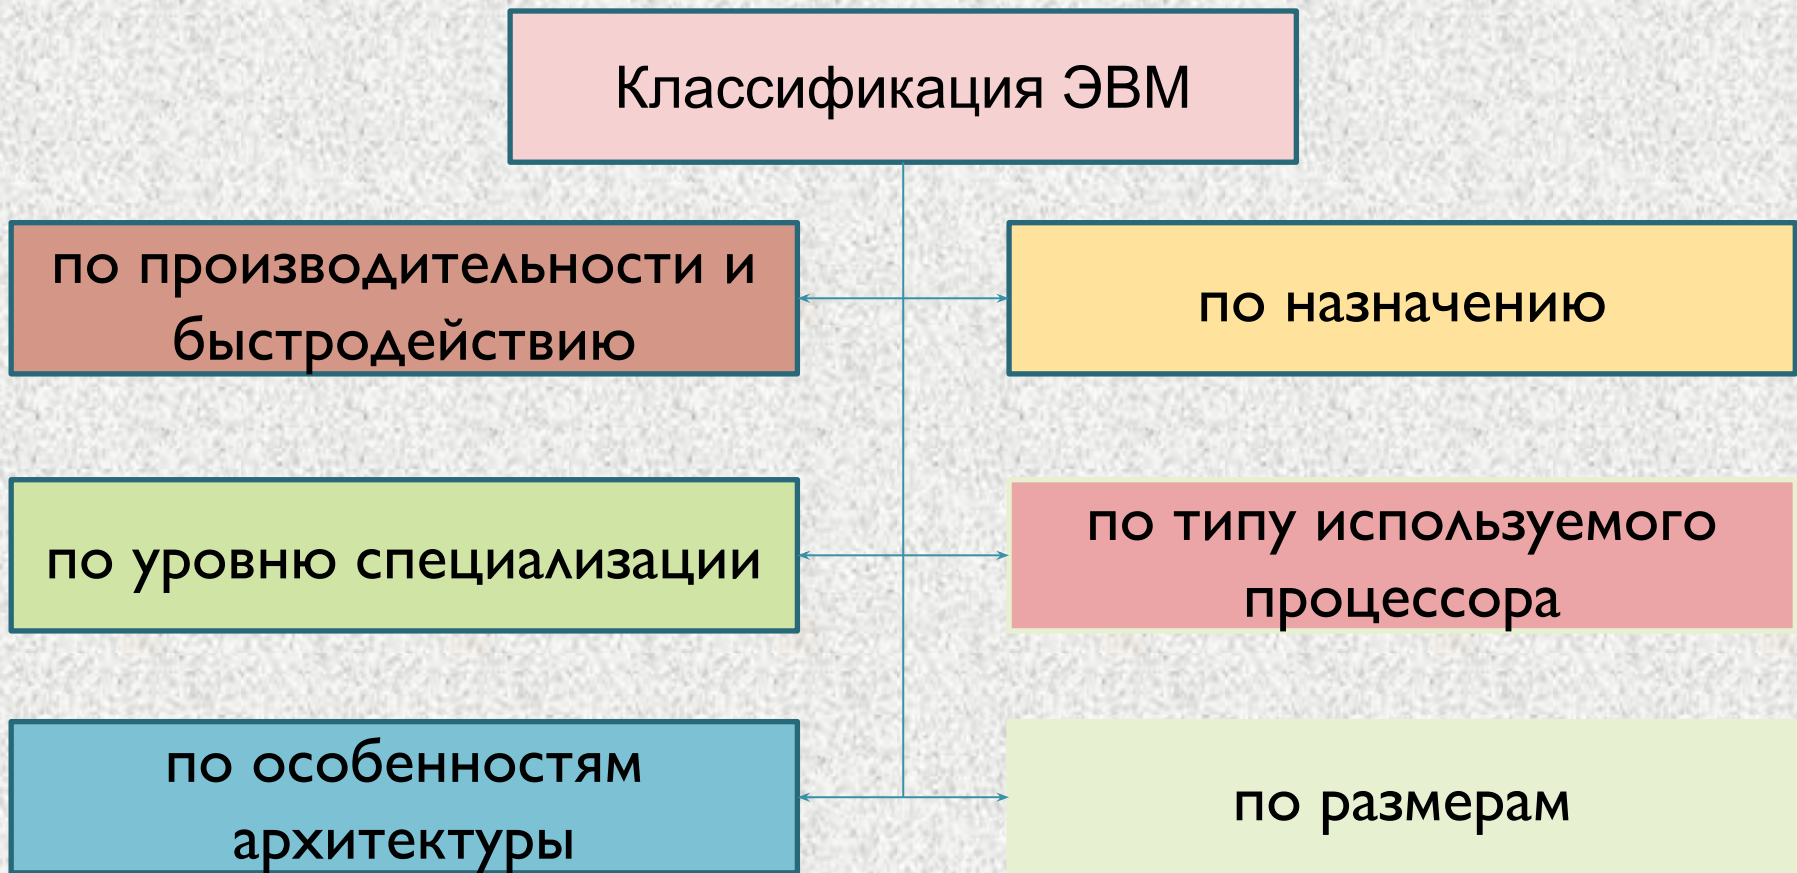 Классификация ЭВМ
по производительности и
быстродействию
по назначению
по уровню специализации
по типу используемого
процессора
по особенностям
архитектуры
по размерам